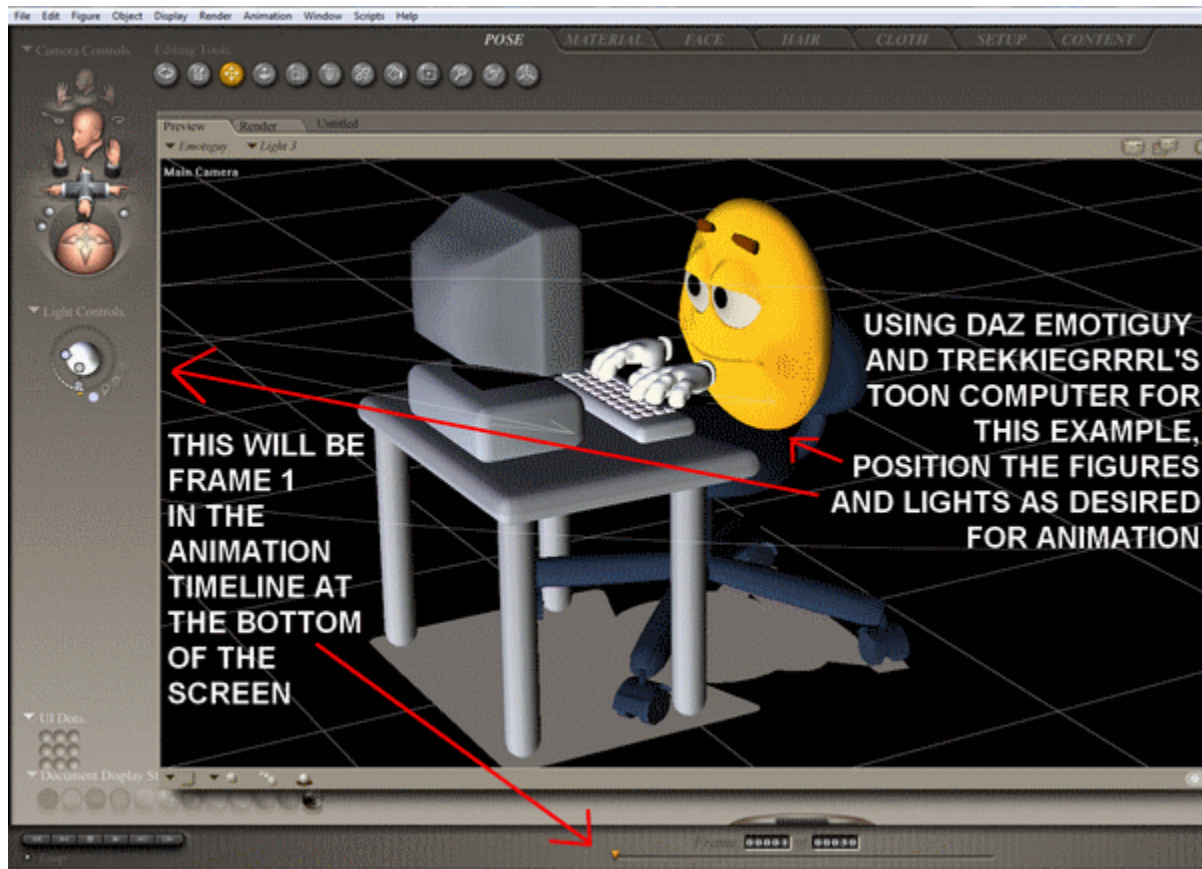 File Edit Figure Object Display Render Animation Window Scripts Help
POSE MATERIAL FACE HAIR CLOTH SETUP CONTENT
Camera Controls
Editing Tools
Preview Render Untitled
Emotiguy Light 3
Main Camera
Light Controls
USING DAZ EMOTIGUY
AND TREKKIEGRRRL'S
TOON COMPUTER FOR
THIS EXAMPLE,
POSITION THE FIGURES
AND LIGHTS AS DESIRED
FOR ANIMATION
THIS WILL BE
FRAME 1
IN THE
ANIMATION
TIMELINE AT
THE BOTTOM
OF THE
SCREEN
UI Dots
Document Display St
Frame 00001 of 00030